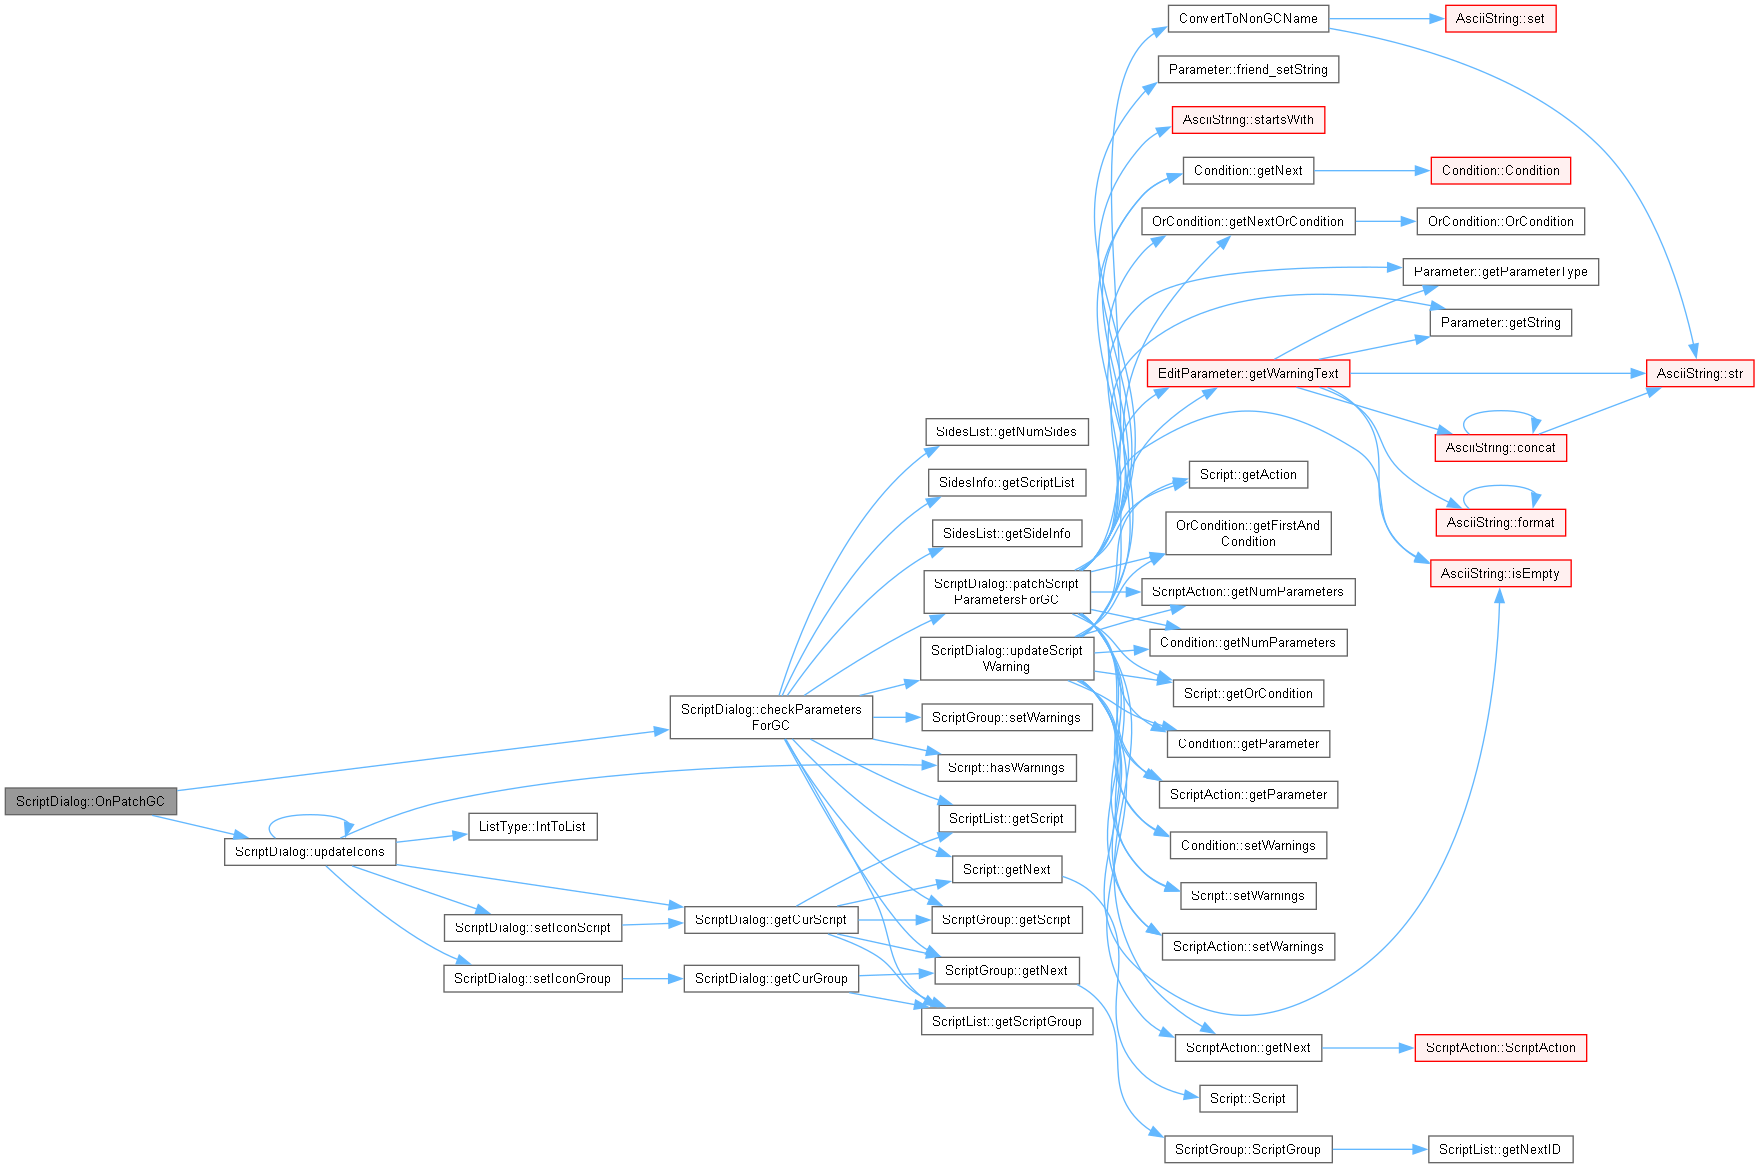 ConvertToNonGCName
AsciiString::set
Parameter::friend_setString
AsciiString::startsWith
Condition::getNext
Condition::Condition
OrCondition::getNextOrCondition
OrCondition::OrCondition
Parameter::getParameterType
Parameter::getString
EditParameter::getWarningText
AsciiString::str
SidesList::getNumSides
AsciiString::concat
SidesInfo::getScriptList
Script::getAction
AsciiString::format
SidesList::getSideInfo
OrCondition::getFirstAnd
Condition
AsciiString::isEmpty
ScriptDialog::patchScript
ParametersForGC
ScriptAction::getNumParameters
ScriptDialog::updateScript
Warning
Condition::getNumParameters
Script::getOrCondition
ScriptDialog::checkParameters
ForGC
ScriptGroup::setWarnings
Condition::getParameter
Script::hasWarnings
ScriptDialog::OnPatchGC
ScriptAction::getParameter
ListType::IntToList
ScriptList::getScript
ScriptDialog::updateIcons
Condition::setWarnings
Script::getNext
Script::setWarnings
ScriptDialog::setIconScript
ScriptDialog::getCurScript
ScriptGroup::getScript
ScriptAction::setWarnings
ScriptDialog::setIconGroup
ScriptDialog::getCurGroup
ScriptGroup::getNext
ScriptList::getScriptGroup
ScriptAction::getNext
ScriptAction::ScriptAction
Script::Script
ScriptGroup::ScriptGroup
ScriptList::getNextID